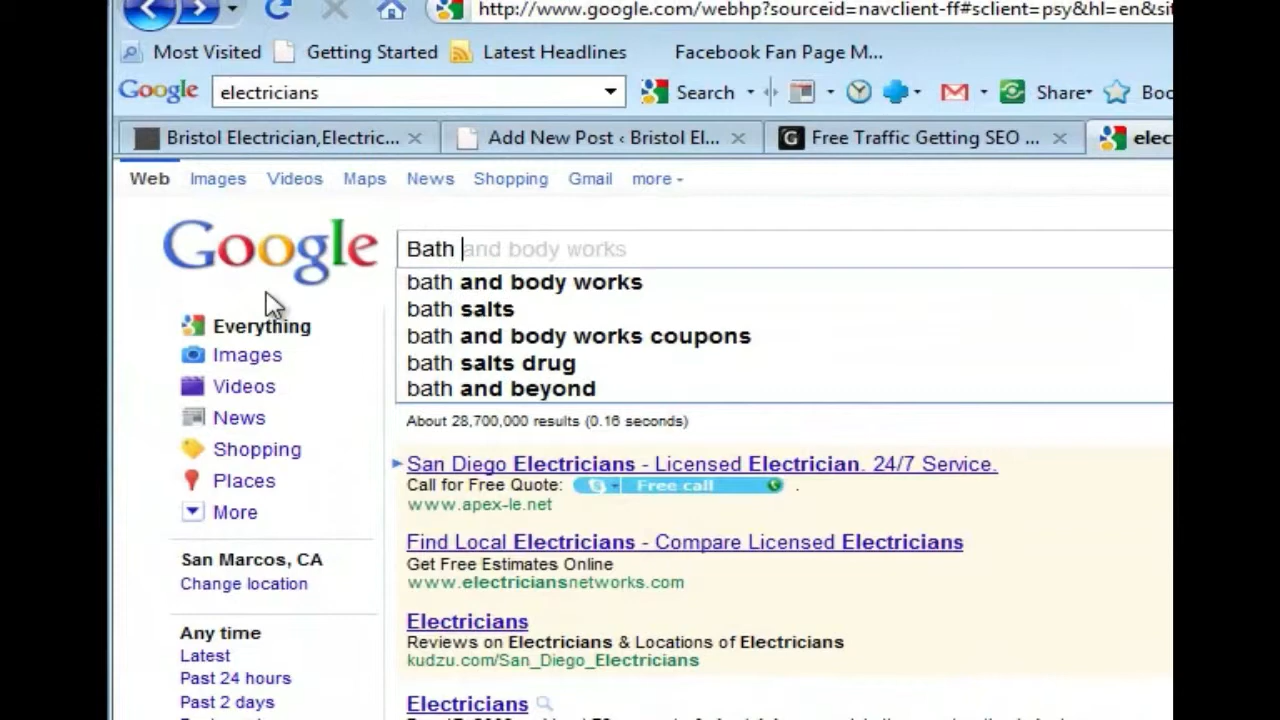 http://www.google.com/webhp?sourceid=navclient-ff#sclient=psy&hl=en&sit
Most Visited Getting Started Latest Headlines Facebook Fan Page M...
Google electricians Search Share
Bristol Electrician,Electric... Add New Post ‹ Bristol El... Free Traffic Getting SEO ... elec
Web Images Videos Maps News Shopping Gmail more
Google
Bath and body works
bath and body works
bath salts
bath and body works coupons
bath salts drug
bath and beyond
Everything
Images
Videos
News
Shopping
Places
More
San Marcos, CA
Change location
Any time
Latest
Past 24 hours
Past 2 days
About 28,700,000 results (0.16 seconds)
San Diego Electricians - Licensed Electrician. 24/7 Service.
Call for Free Quote: Free call .
www.apex-le.net
Find Local Electricians - Compare Licensed Electricians
Get Free Estimates Online
www.electriciansnetworks.com
Electricians
Reviews on Electricians & Locations of Electricians
kudzu.com/San_Diego_Electricians
Electricians